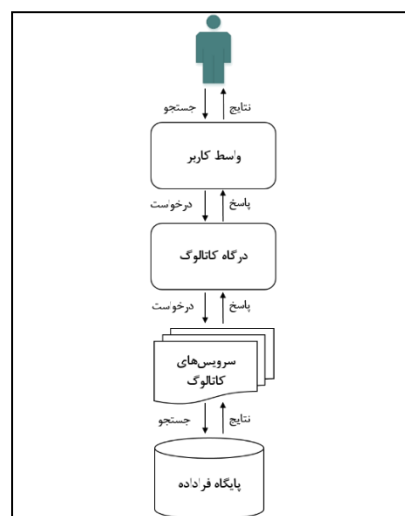 نتایج
جستجو
واسط کاربر
پاسخ
درخواست
درگاه کاتالوگ
پاسخ
درخواست
سرویس‌های
کاتالوگ
نتایج
جستجو
پایگاه فراداده